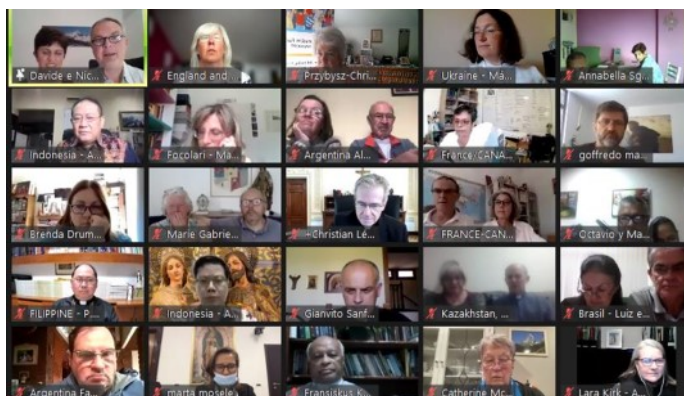 Davide e Nic...
England and...
Przybysz-Chri...
Ukraine - Má...
Annabella Sg...
Indonesia - A...
Focolari - Ma...
Argentina Al...
France-CANA...
goffredo ma...
Brenda Drum...
Marie Gabrie...
~Christian Lé...
FRANCE-CAN...
Octavio y Ma...
FILIPPINE - P...
Indonesia - A...
Gianvito Sanf...
Kazakhstan, ...
Brasil - Luiz e...
Argentina Fa...
marta mosele
Fransiskus K...
Catherine Mc...
Lara Kirk - A...